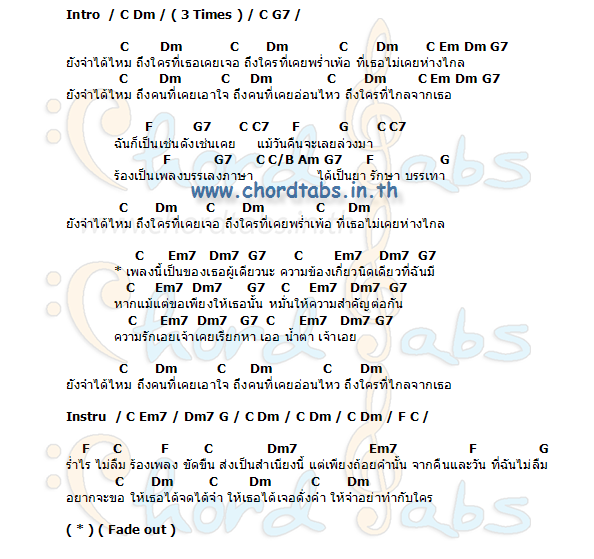 Intro / C Dm / ( 3 Times ) / C G7 /
C Dm C Dm C Dm C Em Dm G7
ยังจำได้ไหม ถึงใครที่เธอเคยเจอ ถึงใครที่เคยพร่ำเพ้อ ที่เธอไม่เคยห่างไกล
C Dm C Dm C Dm C Em Dm G7
ยังจำได้ไหม ถึงคนที่เคยเอาใจ ถึงคนที่เคยอ่อนไหว ถึงใครที่ไกลจากเธอ
F G7 C C7 F G C C7
ฉันก็เป็นเช่นดังเช่นเคย แม้วันคืนจะเลยล่วงมา
F G7 C C/B Am G7 F G
ร้องเป็นเพลงบรรเลงภาษา ได้เป็นยา รักษา บรรเทา
www.chordtabs.in.th
C Dm C Dm C Dm
ยังจำได้ไหม ถึงใครที่เคยเจอ ถึงใครที่เคยพร่ำเพ้อ ที่เธอไม่เคยห่างไกล
C Em7 Dm7 G7 C Em7 Dm7 G7
* เพลงนี้เป็นของเธอผู้เดียวนะ ความข้องเกี่ยวนิดเดียวที่ฉันมี
C Em7 Dm7 G7 C Em7 Dm7 G7
หากแม้แต่ขอเพียงให้เธอนั้น หมั่นให้ความสำคัญต่อกัน
C Em7 Dm7 G7 C Em7 Dm7 G7
ความรักเอยเจ้าเคยเรียกหา เออ น้ำตา เจ้าเอย
C Dm C Dm C Dm
ยังจำได้ไหม ถึงคนที่เคยเอาใจ ถึงคนที่เคยอ่อนไหว ถึงใครที่ไกลจากเธอ
Instru / C Em7 / Dm7 G / C Dm / C Dm / C Dm / F C /
F C F C Dm7 Em7 F G
ร่ำไร ไม่ลืม ร้องเพลง ขัดขืน ส่งเป็นสำเนียงนี้ แต่เพียงถ้อยคำนั้น จากคืนและวัน ที่ฉันไม่ลืม
C Dm C Dm C Dm
อยากจะขอ ให้เธอได้จดได้จำ ให้เธอได้เจอดั่งคำ ให้จำอย่าทำกับใคร
( * ) ( Fade out )
Chord Tabs